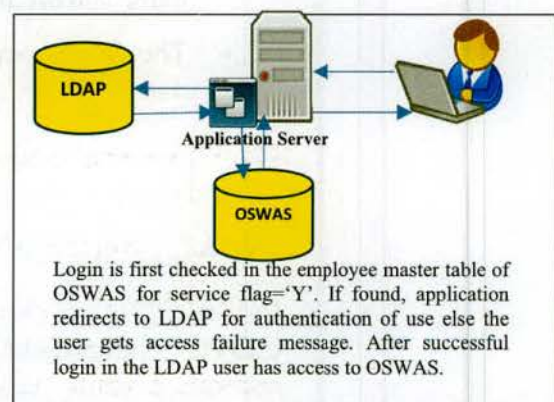 LDAP
Application Server
OSWAS
Login is first checked in the employee master table of
OSWAS for service flag=‘Y’. If found, application
redirects to LDAP for authentication of use else the
user gets access failure message. After successful
login in the LDAP user has access to OSWAS.